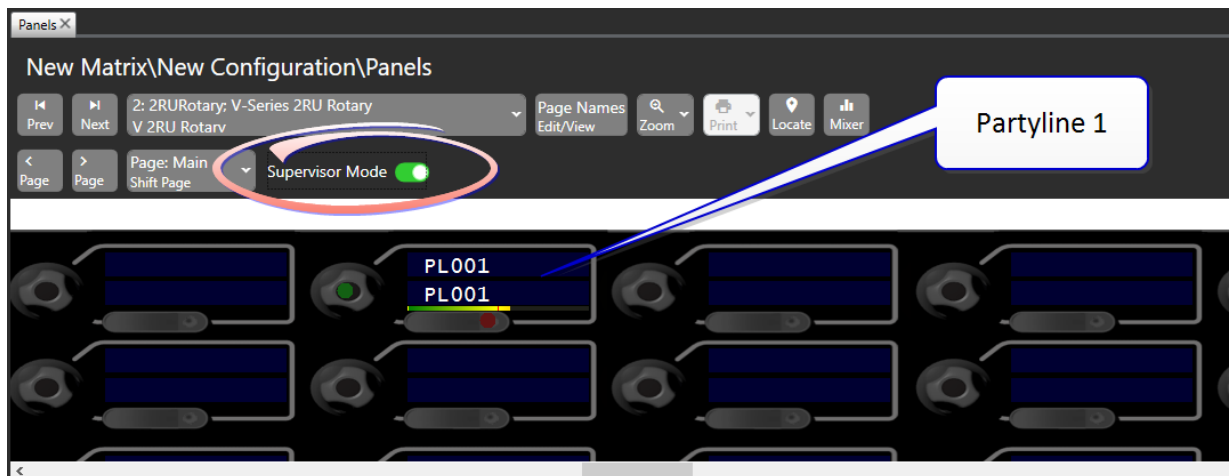 Panels
New Matrix\New Configuration\Panels
Prev
Next
2: 2RURotary; V-Series 2RU Rotary
V 2RU Rotary
Page Names
Edit/View
Zoom
Print
Locate
Mixer
Page
Page
Page: Main
Shift Page
Supervisor Mode
Partyline 1
PL001
PL001